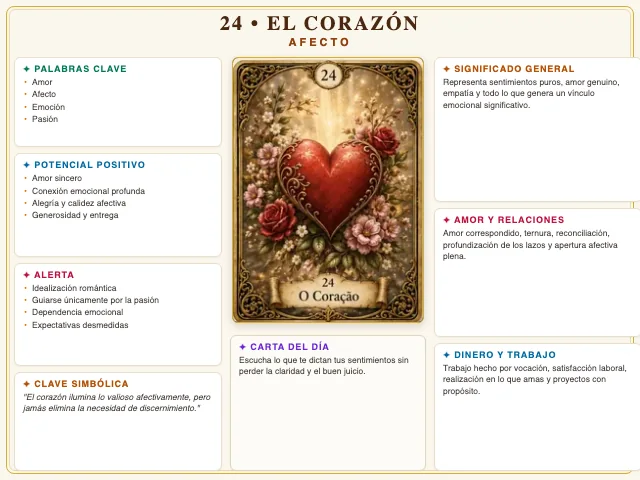 24 • EL CORAZÓN
AFECTO
✦ PALABRAS CLAVE
• Amor
• Afecto
• Emoción
• Pasión
✦ POTENCIAL POSITIVO
• Amor sincero
• Conexión emocional profunda
• Alegría y calidez afectiva
• Generosidad y entrega
✦ ALERTA
• Idealización romántica
• Guiarse únicamente por la pasión
• Dependencia emocional
• Expectativas desmedidas
✦ CLAVE SIMBÓLICA
"El corazón ilumina lo valioso afectivamente, pero
jamás elimina la necesidad de discernimiento."
24
24
O Coração
✦ CARTA DEL DÍA
Escucha lo que te dictan tus sentimientos sin
perder la claridad y el buen juicio.
✦ SIGNIFICADO GENERAL
Representa sentimientos puros, amor genuino,
empatía y todo lo que genera un vínculo
emocional significativo.
✦ AMOR Y RELACIONES
Amor correspondido, ternura, reconciliación,
profundización de los lazos y apertura afectiva
plena.
✦ DINERO Y TRABAJO
Trabajo hecho por vocación, satisfacción laboral,
realización en lo que amas y proyectos con
propósito.